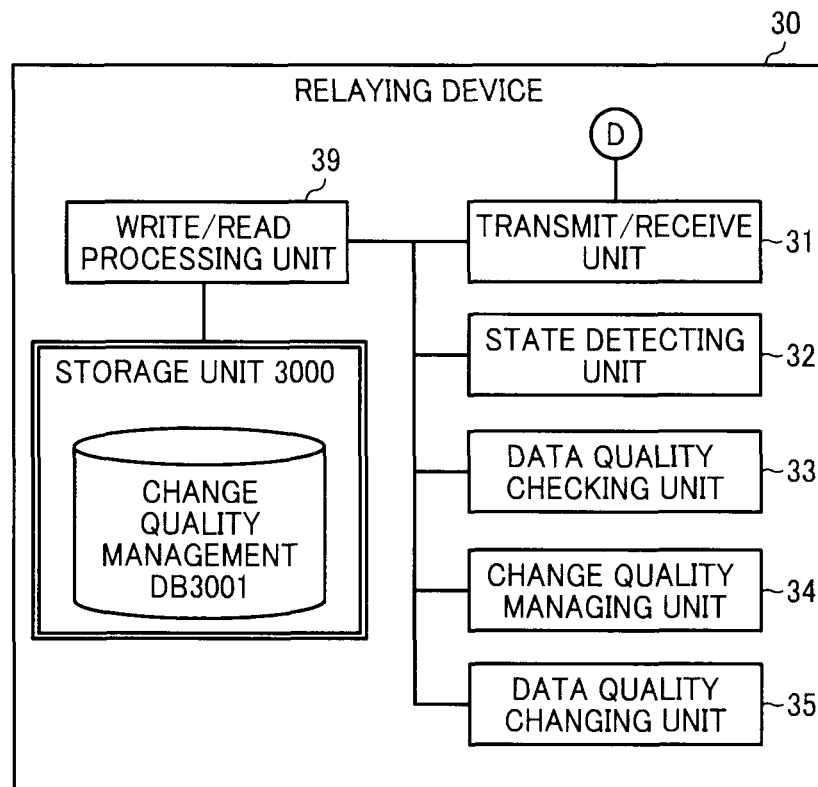 30
RELAYING DEVICE
D
39
WRITE/READ
PROCESSING UNIT
TRANSMIT/RECEIVE
UNIT
31
STORAGE UNIT 3000
CHANGE
QUALITY
MANAGEMENT
DB3001
STATE DETECTING
UNIT
32
DATA QUALITY
CHECKING UNIT
33
CHANGE QUALITY
MANAGING UNIT
34
DATA QUALITY
CHANGING UNIT
35